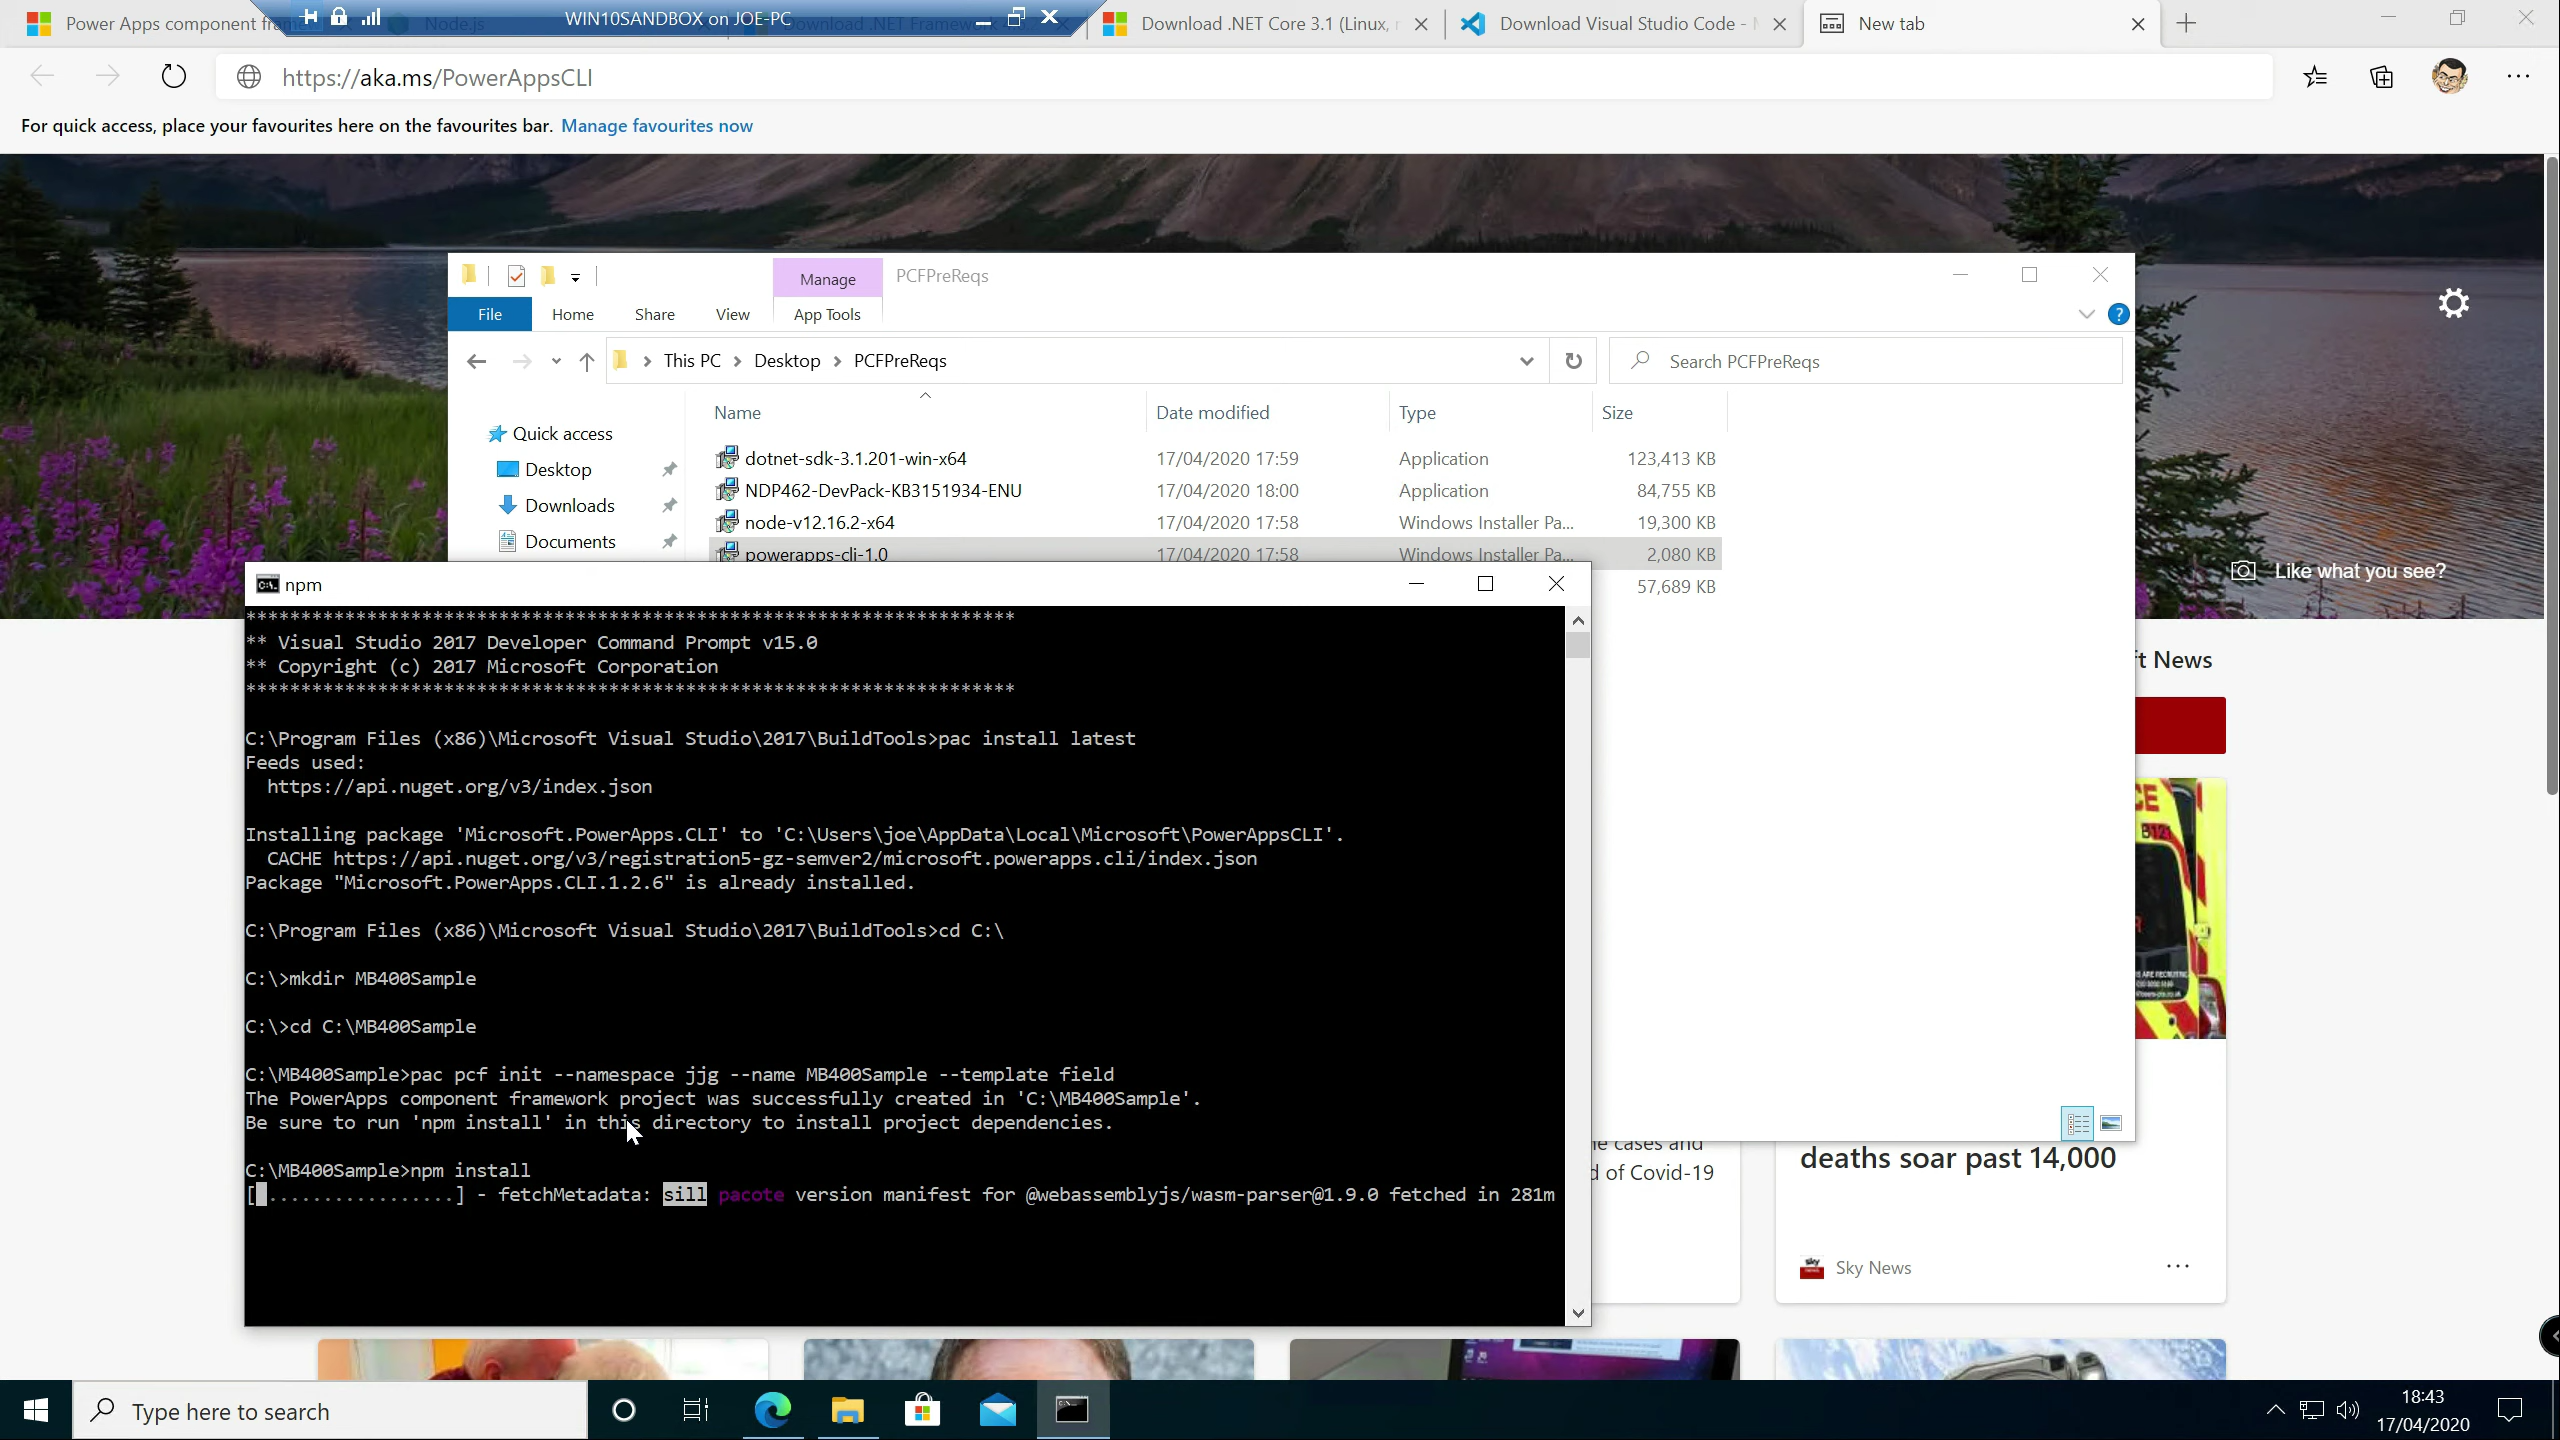 Power Apps component fram
Node.js
WIN10SANDBOX on JOE-PC
Download .NET Framework 4.6
Download .NET Core 3.1 (Linux,
Download Visual Studio Code -
New tab
https://aka.ms/PowerAppsCLI
For quick access, place your favourites here on the favourites bar. Manage favourites now
Manage
PCFPreReqs
File
Home
Share
View
App Tools
This PC
Desktop
PCFPreReqs
Search PCFPreReqs
Name
Date modified
Type
Size
Quick access
Desktop
Downloads
Documents
dotnet-sdk-3.1.201-win-x64 17/04/2020 17:59 Application 123,413 KB
NDP462-DevPack-KB3151934-ENU 17/04/2020 18:00 Application 84,755 KB
node-v12.16.2-x64 17/04/2020 17:58 Windows Installer Pa... 19,300 KB
powerapps-cli-1.0 17/04/2020 17:58 Windows Installer Pa... 2,080 KB
57,689 KB
Like what you see?
npm
**********************************************************************
** Visual Studio 2017 Developer Command Prompt v15.0
** Copyright (c) 2017 Microsoft Corporation
**********************************************************************
C:\Program Files (x86)\Microsoft Visual Studio\2017\BuildTools>pac install latest
Feeds used:
https://api.nuget.org/v3/index.json
Installing package 'Microsoft.PowerApps.CLI' to 'C:\Users\joe\AppData\Local\Microsoft\PowerAppsCLI'.
CACHE https://api.nuget.org/v3/registration5-gz-semver2/microsoft.powerapps.cli/index.json
Package "Microsoft.PowerApps.CLI.1.2.6" is already installed.
C:\Program Files (x86)\Microsoft Visual Studio\2017\BuildTools>cd C:\
C:\>mkdir MB400Sample
C:\>cd C:\MB400Sample
C:\MB400Sample>pac pcf init --namespace jjg --name MB400Sample --template field
The PowerApps component framework project was successfully created in 'C:\MB400Sample'.
Be sure to run 'npm install' in this directory to install project dependencies.
C:\MB400Sample>npm install
[ .................] - fetchMetadata: sill pacote version manifest for @webassemblyjs/wasm-parser@1.9.0 fetched in 281m
ft News
CE
cases and
d of Covid-19
deaths soar past 14,000
Sky News
Type here to search
18:43
17/04/2020